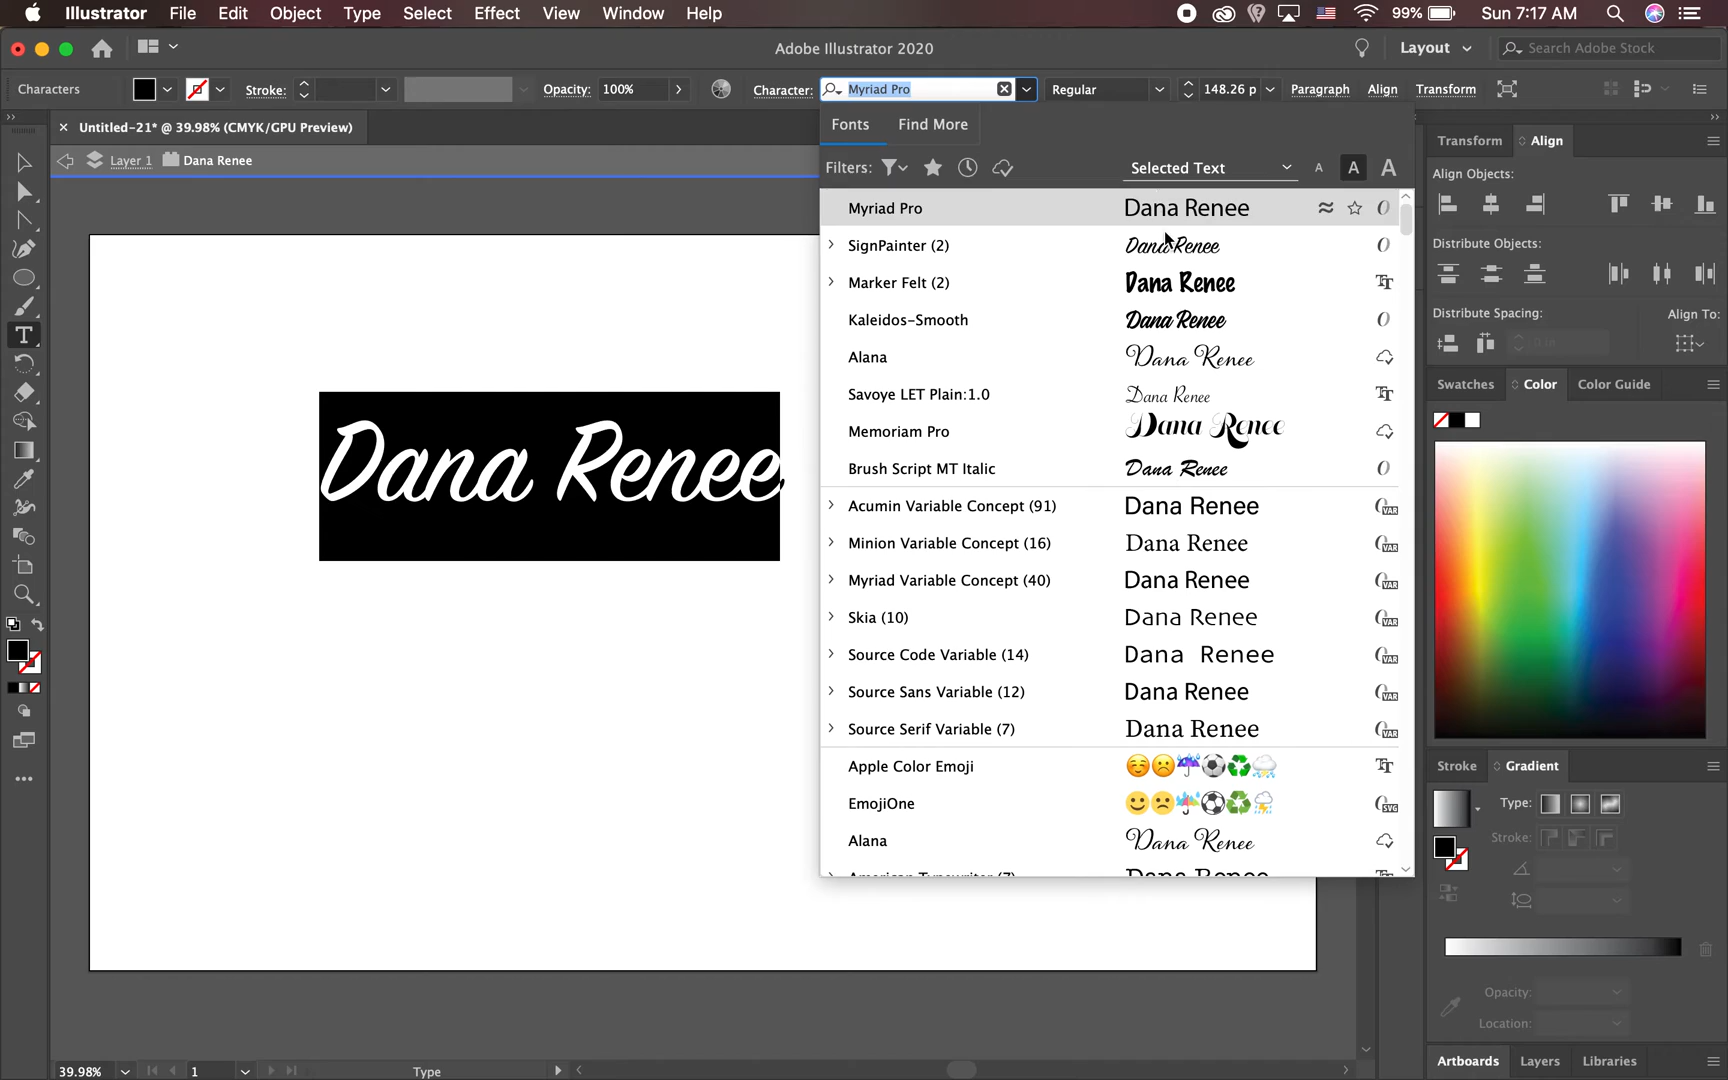 Illustrator File Edit Object Type Select Effect View Window Help 99% Sun 7:17 AM
Adobe Illustrator 2020 Layout Search Adobe Stock
Characters Stroke: Opacity: 100% Character: Myriad Pro Regular 148.26 p Paragraph Align Transform
Untitled-21* @ 39.98% (CMYK/GPU Preview)
Layer 1 Dana Renee
Fonts Find More
Filters: Selected Text A A A
Myriad Pro Dana Renee
SignPainter (2) Dana Renee
Marker Felt (2) Dana Renee
Kaleidos-Smooth Dana Renee
Alana Dana Renee
Savoye LET Plain:1.0 Dana Renee
Memoriam Pro Dana Renee
Brush Script MT Italic Dana Renee
Acumin Variable Concept (91) Dana Renee
Minion Variable Concept (16) Dana Renee
Myriad Variable Concept (40) Dana Renee
Skia (10) Dana Renee
Source Code Variable (14) Dana Renee
Source Sans Variable (12) Dana Renee
Source Serif Variable (7) Dana Renee
Apple Color Emoji
EmojiOne
Alana Dana Renee
American Typewriter (7) Dana Renee
Dana Renee
Transform Align
Align Objects:
Distribute Objects:
Distribute Spacing: Align To:
0 in
Swatches Color Color Guide
Stroke Gradient
Type:
Stroke:
Opacity:
Location:
Artboards Layers Libraries
39.98% 1 Type